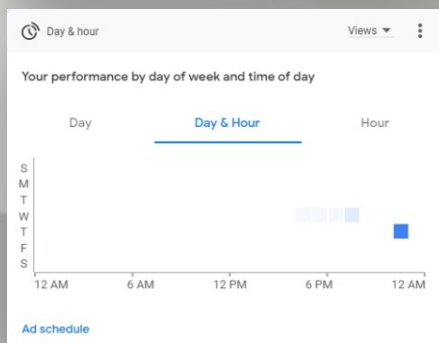 Day & hour
Views
Your performance by day of week and time of day
Day
Day & Hour
Hour
S
M
T
W
T
F
S
12 AM
6 AM
12 PM
6 PM
12 AM
Ad schedule